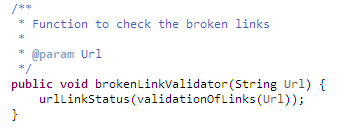 /**
 * Function to check the broken links
 *
 * @param Url
 */
public void brokenLinkValidator(String Url) {
    urlLinkStatus(validationOfLinks(Url));
}